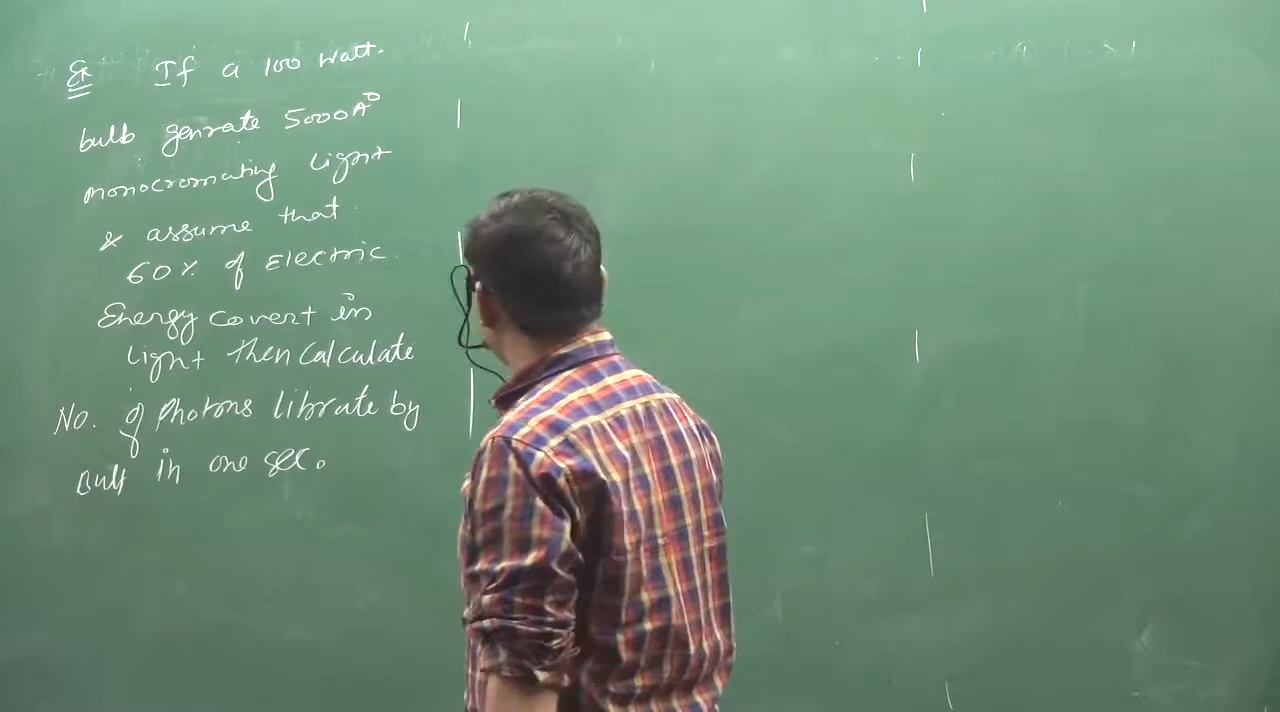 Ex If a 100 watt.
bulb genrate 5000A°
monocromating Light
& assume that
60% of Electric
Energy covert in
Light then calculate
No. of Photons librate by
Bulb in one sec.